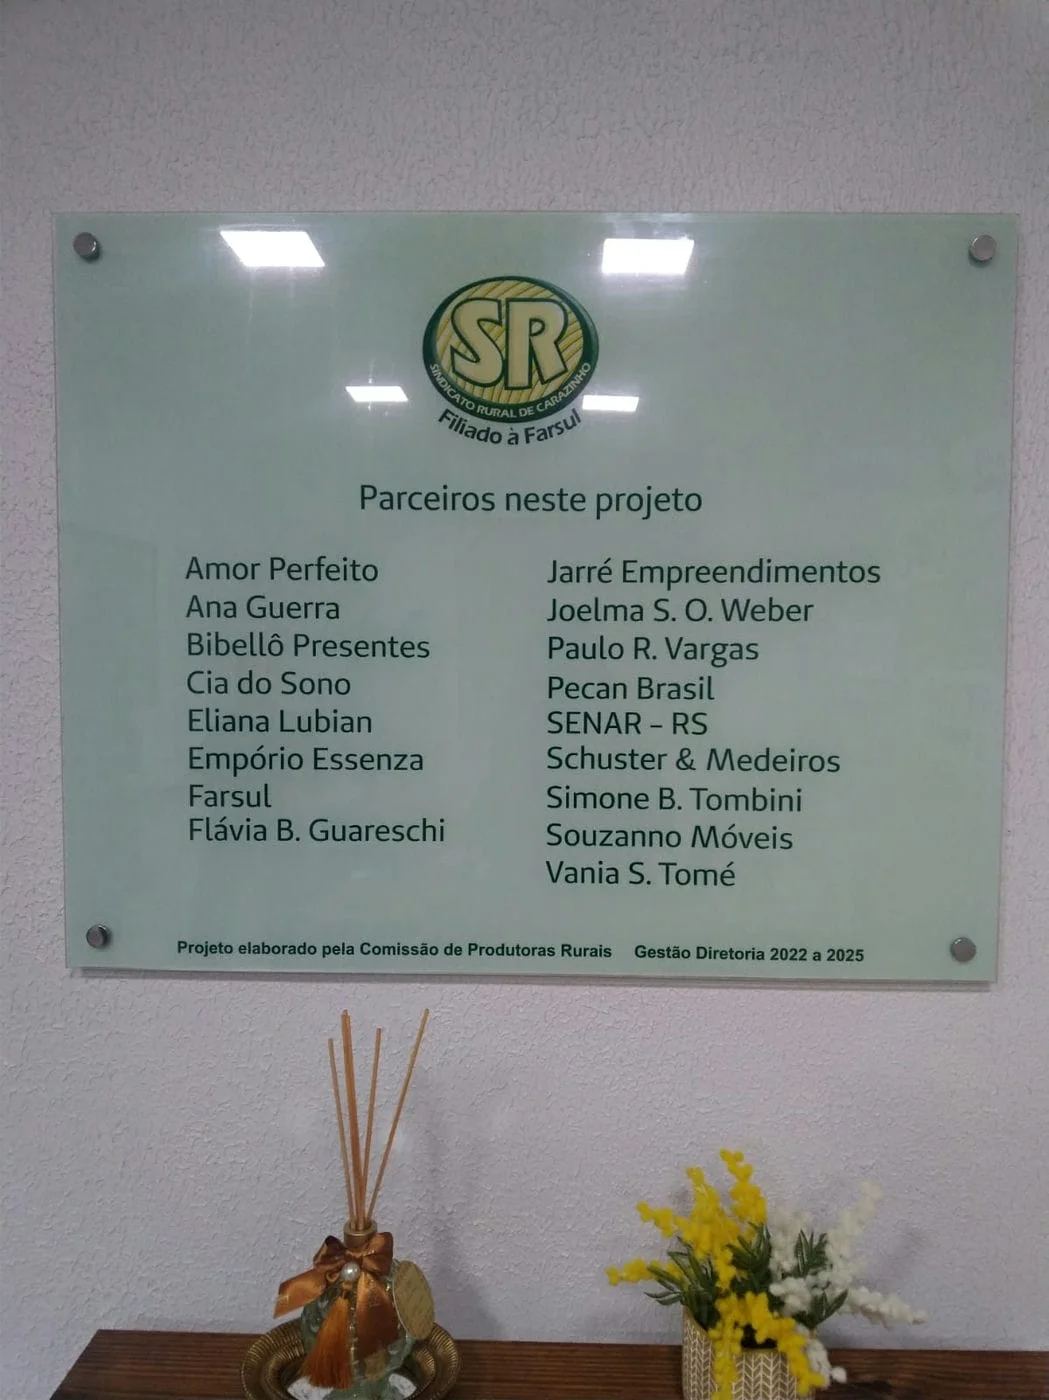 SR
SINDICATO RURAL DE CARAZINHO
Filiado à Farsul
Parceiros neste projeto
Amor Perfeito
Ana Guerra
Bibellô Presentes
Cia do Sono
Eliana Lubian
Empório Essenza
Farsul
Flávia B. Guareschi
Jarré Empreendimentos
Joelma S. O. Weber
Paulo R. Vargas
Pecan Brasil
SENAR – RS
Schuster & Medeiros
Simone B. Tombini
Souzanno Móveis
Vania S. Tomé
Projeto elaborado pela Comissão de Produtoras Rurais Gestão Diretoria 2022 a 2025